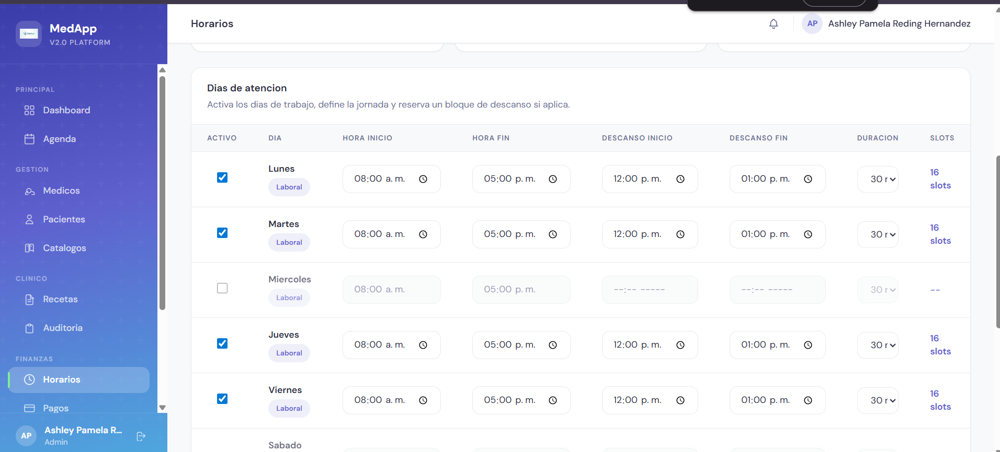 MedApp
V2.0 PLATFORM
PRINCIPAL
Dashboard
Agenda
GESTION
Medicos
Pacientes
Catalogos
CLINICO
Recetas
Auditoria
FINANZAS
Horarios
Pagos
AP
Ashley Pamela R...
Admin
Horarios
AP Ashley Pamela Reding Hernandez
Dias de atencion
Activa los dias de trabajo, define la jornada y reserva un bloque de descanso si aplica.
ACTIVO DIA HORA INICIO HORA FIN DESCANSO INICIO DESCANSO FIN DURACION SLOTS
Lunes
Laboral
08:00 a. m. 05:00 p. m. 12:00 p. m. 01:00 p. m. 30 r 16 slots
Martes
Laboral
08:00 a. m. 05:00 p. m. 12:00 p. m. 01:00 p. m. 30 r 16 slots
Miercoles
Laboral
08:00 a. m. 05:00 p. m. --:-- ----- --:-- ----- 30 r --
Jueves
Laboral
08:00 a. m. 05:00 p. m. 12:00 p. m. 01:00 p. m. 30 r 16 slots
Viernes
Laboral
08:00 a. m. 05:00 p. m. 12:00 p. m. 01:00 p. m. 30 r 16 slots
Sabado